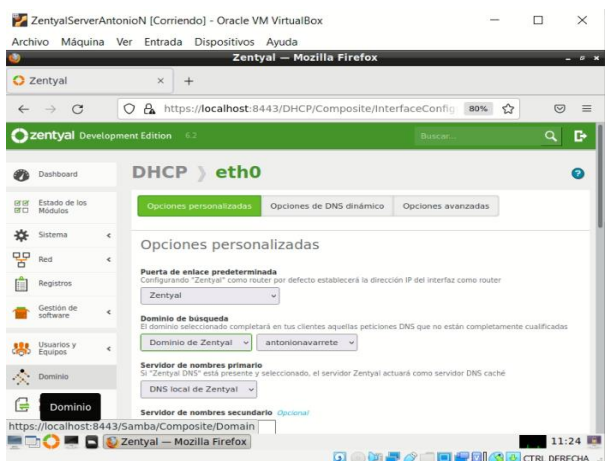 ZentyalServerAntonioN [Corriendo] - Oracle VM VirtualBox
Archivo Máquina Ver Entrada Dispositivos Ayuda
Zentyal — Mozilla Firefox
Zentyal
https://localhost:8443/DHCP/Composite/InterfaceConfig 80%
zentyal Development Edition 6.2 Buscar...
Dashboard
Estado de los
Módulos
Sistema
Red
Registros
Gestión de
software
Usuarios y
Equipos
Dominio
Dominio
DHCP eth0
Opciones personalizadas Opciones de DNS dinámico Opciones avanzadas
Opciones personalizadas
Puerta de enlace predeterminada
Configurando "Zentyal" como router por defecto establecerá la dirección IP del interfaz como router
Zentyal
Dominio de búsqueda
El dominio seleccionado completará en tus clientes aquellas peticiones DNS que no están completamente cualificadas
Dominio de Zentyal antonionavarrete
Servidor de nombres primario
Si "Zentyal DNS" está presente y seleccionado, el servidor Zentyal actuará como servidor DNS caché
DNS local de Zentyal
Servidor de nombres secundario Opcional
https://localhost:8443/Samba/Composite/Domain
Zentyal — Mozilla Firefox
11:24
CTRL DERECHA